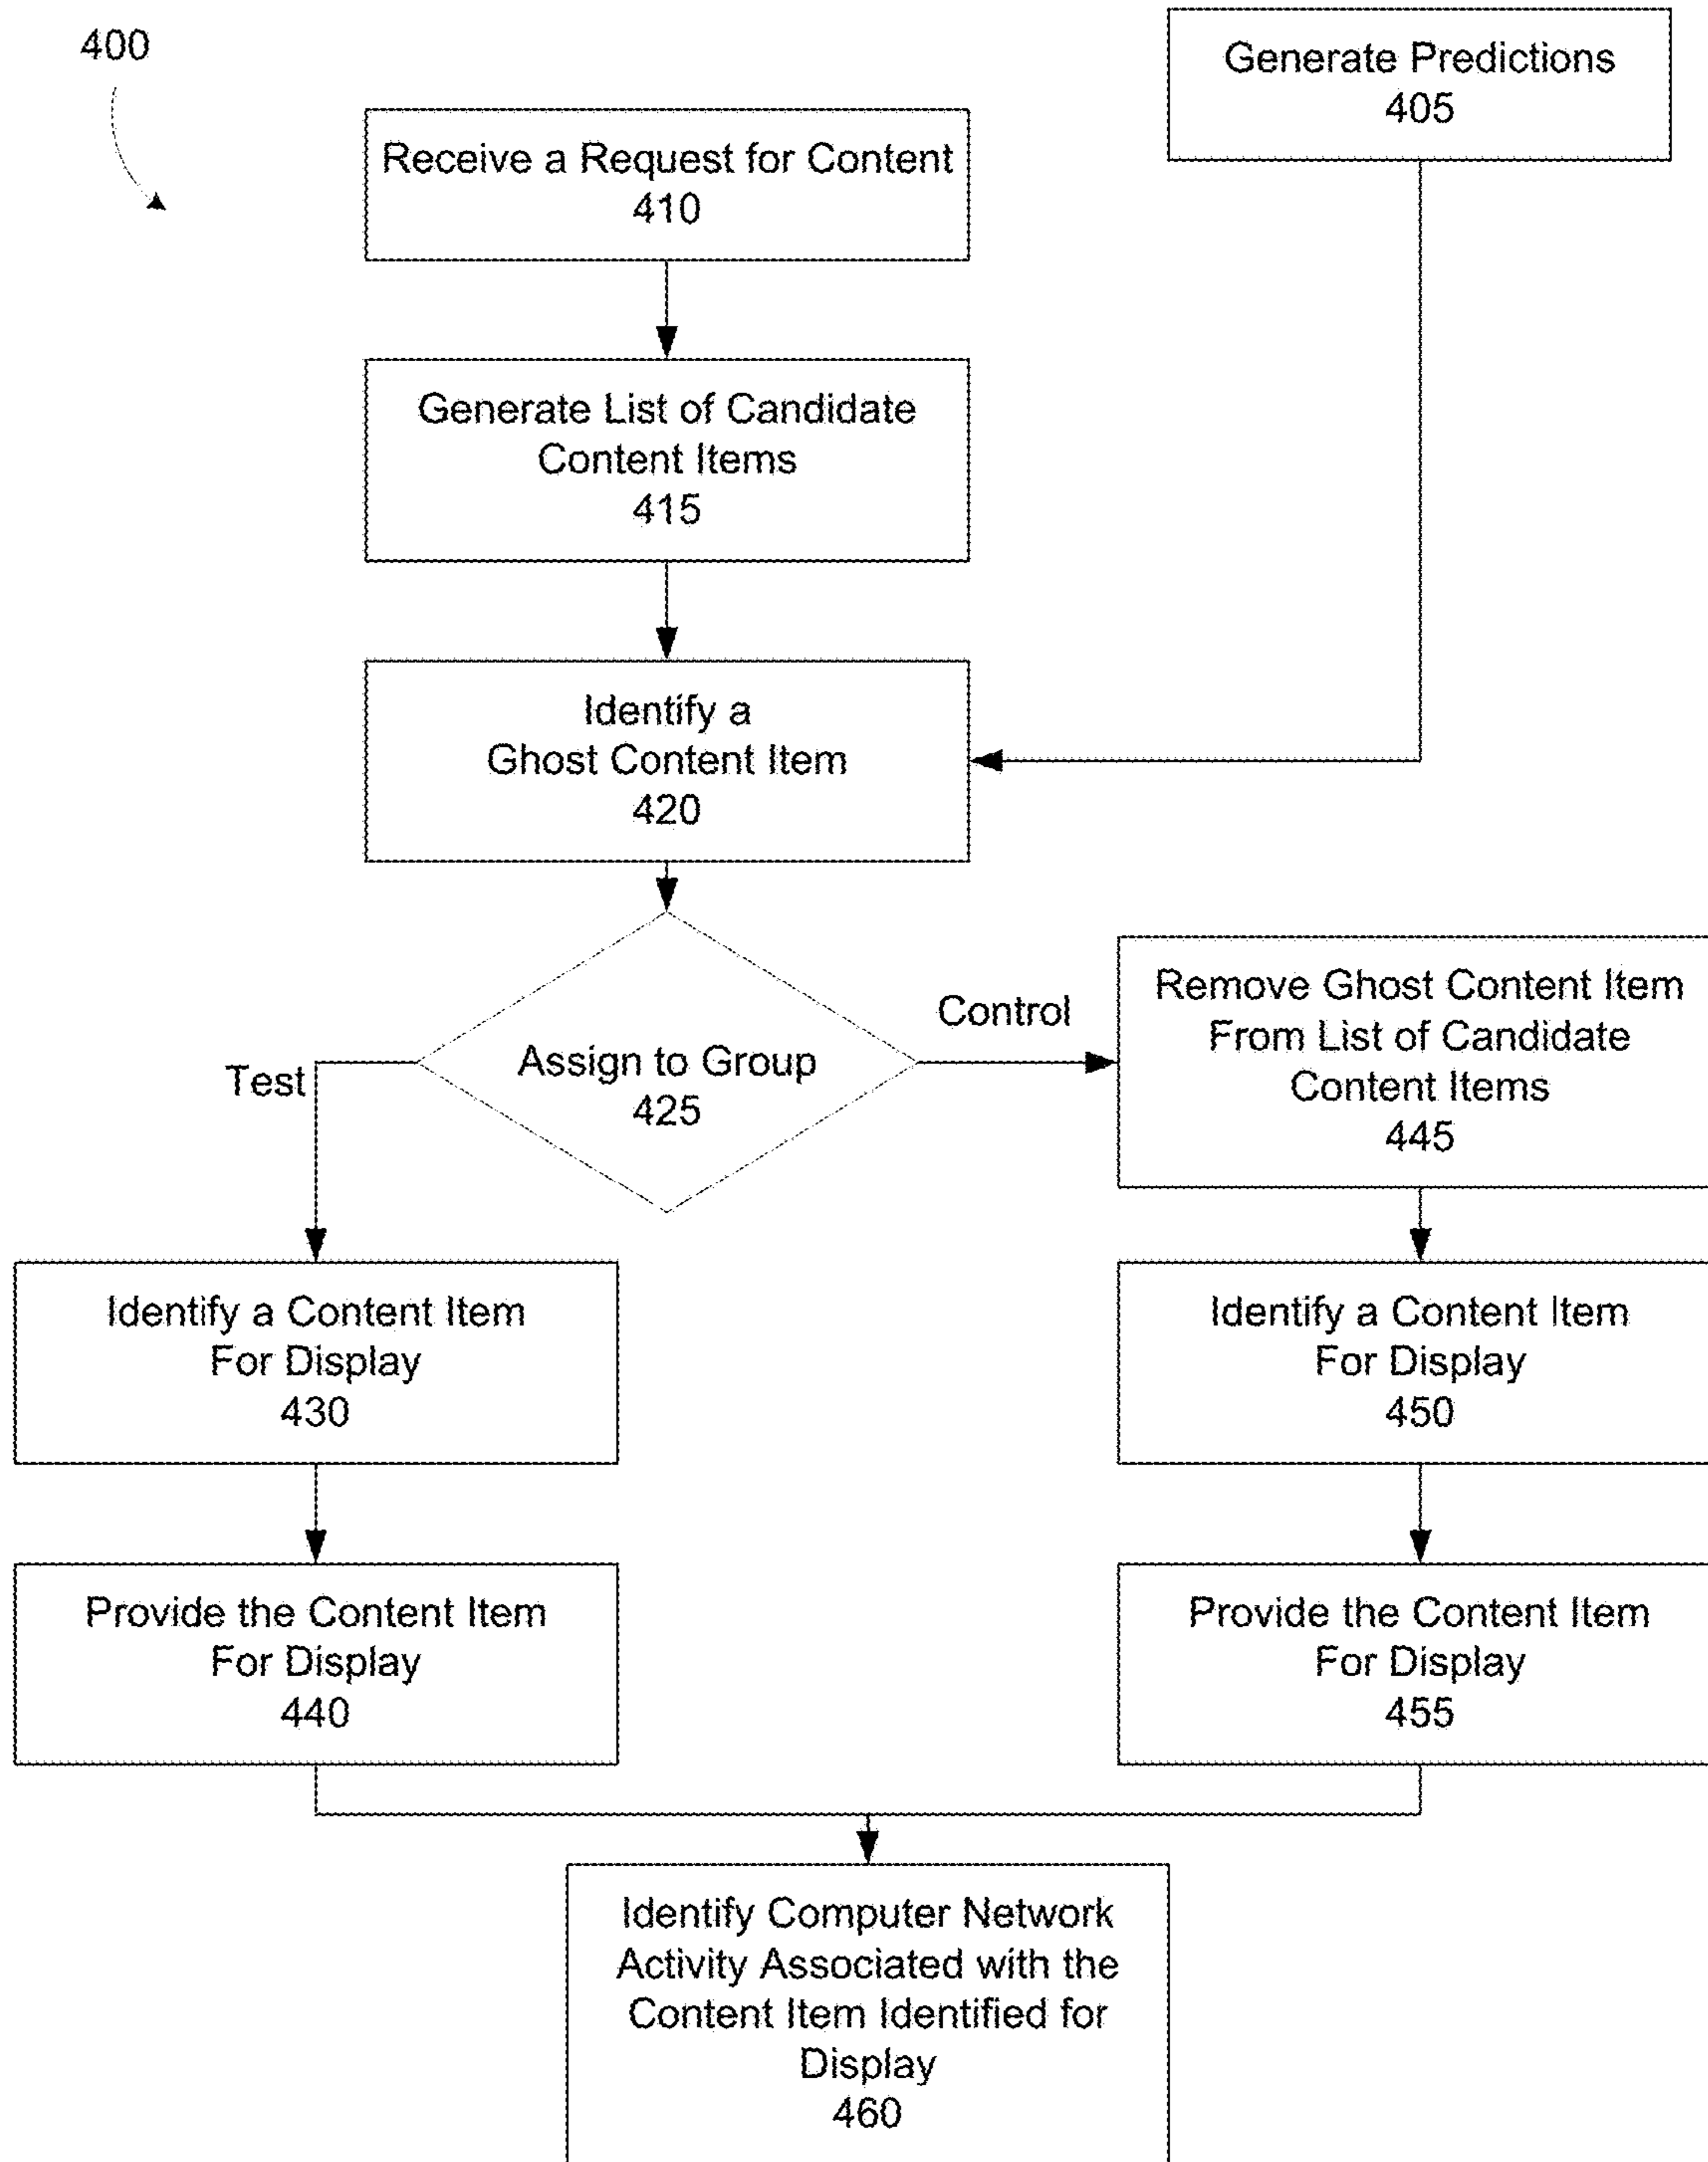 400
Generate Predictions
405
Receive a Request for Content
410
Generate List of Candidate
Content Items
415
Identify a
Ghost Content Item
420
Assign to Group
425
Test
Control
Remove Ghost Content Item
From List of Candidate
Content Items
445
Identify a Content Item
For Display
430
Identify a Content Item
For Display
450
Provide the Content Item
For Display
440
Provide the Content Item
For Display
455
Identify Computer Network
Activity Associated with the
Content Item Identified for
Display
460